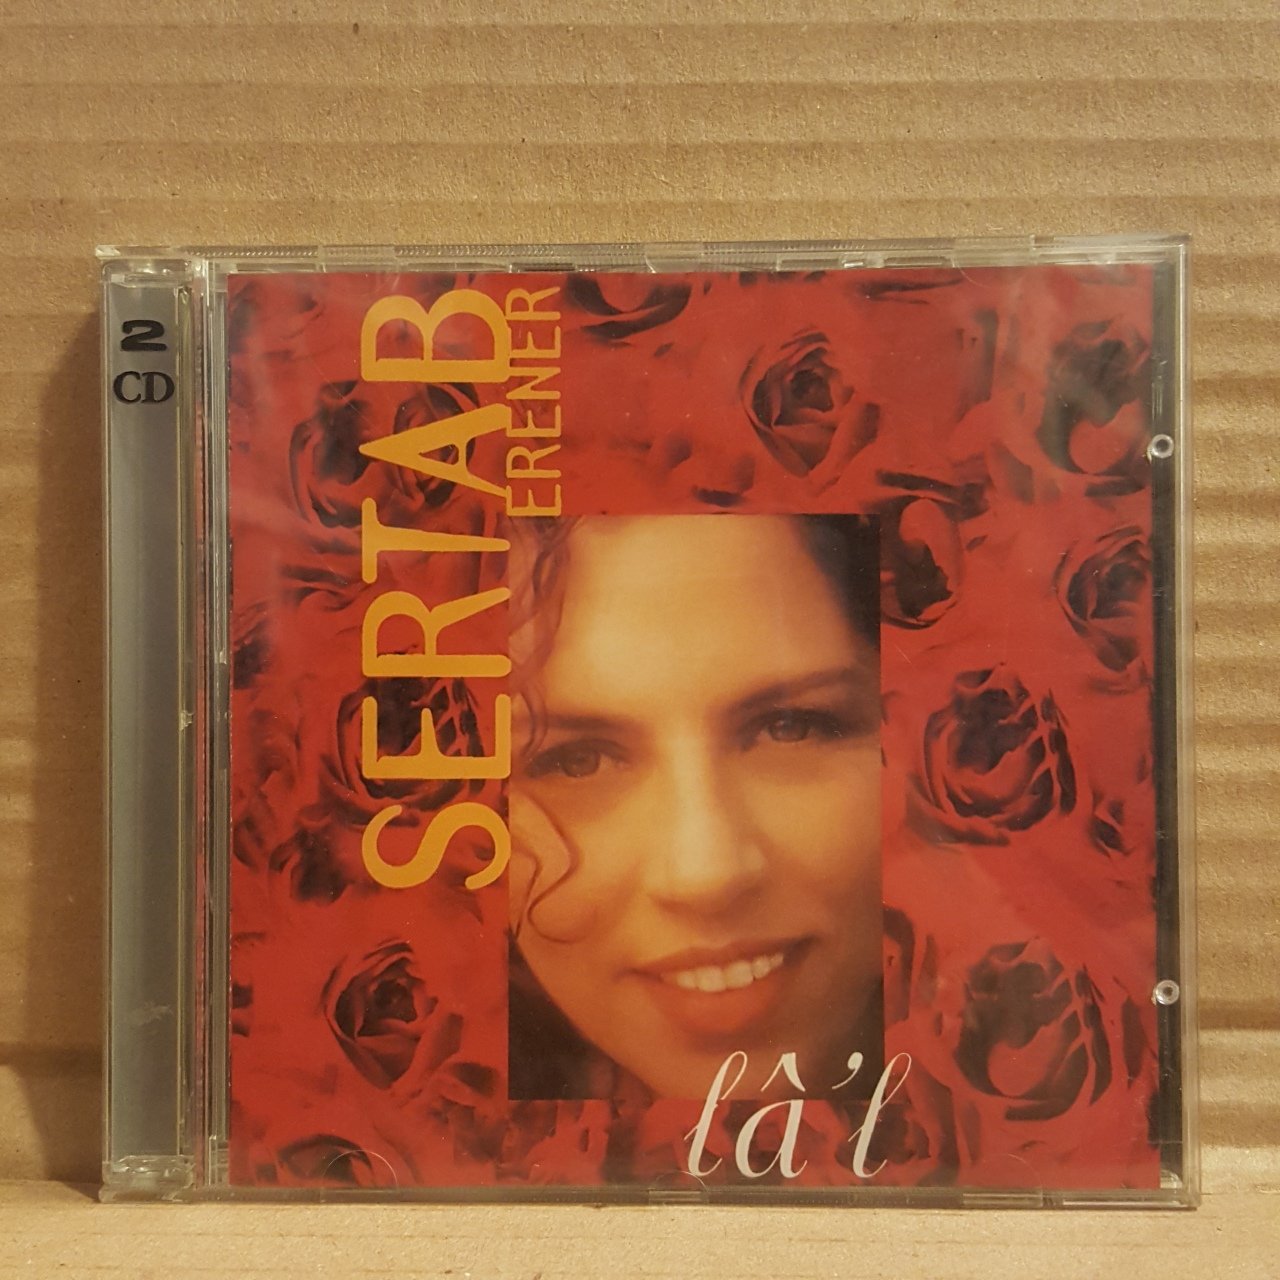 2
CD
SERTAB
ERENER
lâ'l